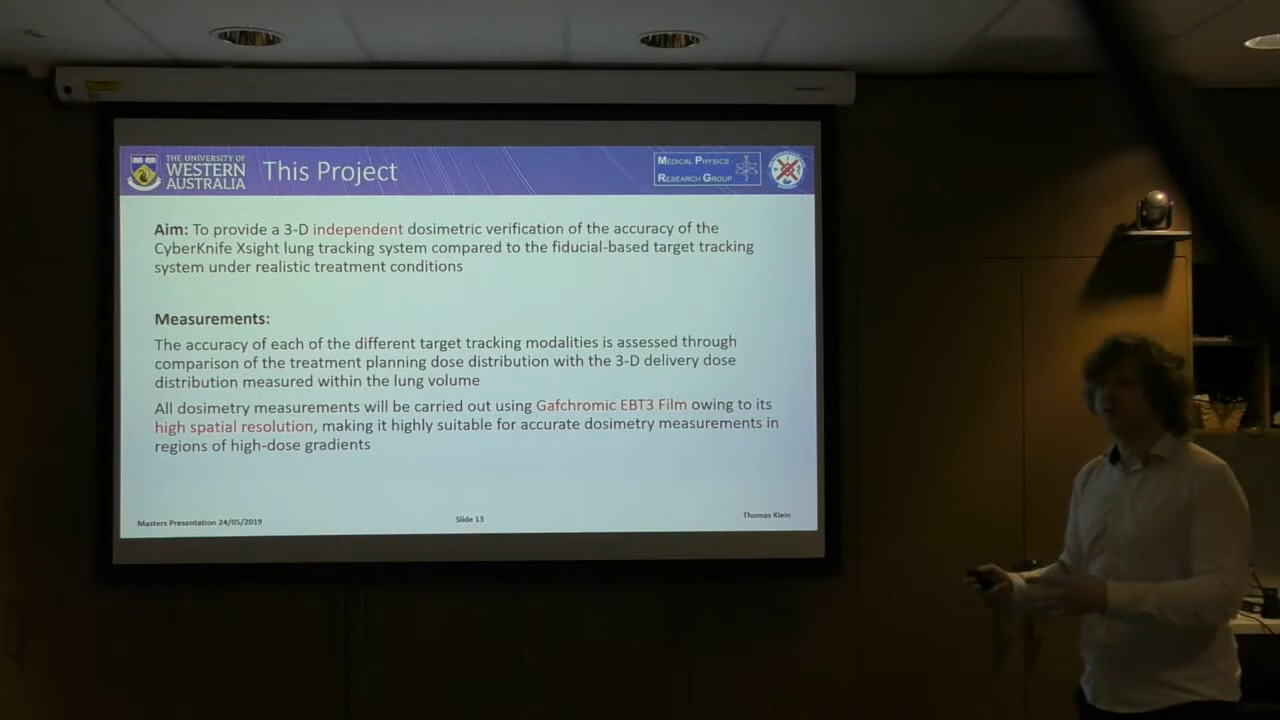 THE UNIVERSITY OF
WESTERN
AUSTRALIA
This Project
MEDICAL PHYSICS
RESEARCH GROUP
Aim: To provide a 3-D independent dosimetric verification of the accuracy of the
CyberKnife Xsight lung tracking system compared to the fiducial-based target tracking
system under realistic treatment conditions
Measurements:
The accuracy of each of the different target tracking modalities is assessed through
comparison of the treatment planning dose distribution with the 3-D delivery dose
distribution measured within the lung volume
All dosimetry measurements will be carried out using Gafchromic EBT3 Film owing to its
high spatial resolution, making it highly suitable for accurate dosimetry measurements in
regions of high-dose gradients
Masters Presentation 24/05/2019
Slide 13
Thomas Klein